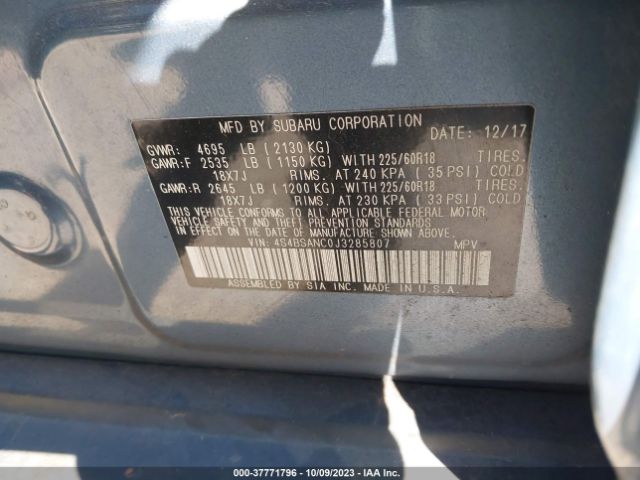 MFD BY SUBARU CORPORATION DATE: 12/17
GVWR: 4695 LB (2130 KG)
GAWR:F 2535 LB (1150 KG) WITH 225/60R18 TIRES.
18X7J RIMS. AT 240 KPA (35 PSI) COLD
GAWR:R 2645 LB (1200 KG) WITH 225/60R18 TIRES.
18X7J RIMS. AT 230 KPA (33 PSI) COLD
THIS VEHICLE CONFORMS TO ALL APPLICABLE FEDERAL MOTOR
VEHICLE SAFETY AND THEFT PREVENTION STANDARDS
IN EFFECT ON THE DATE OF MANUFACTURE SHOWN ABOVE.
VIN: 4S4BSANC0J3285807 MPV
ASSEMBLED BY SIA INC. MADE IN U.S.A.
000-37771796 - 10/09/2023 - IAA Inc.